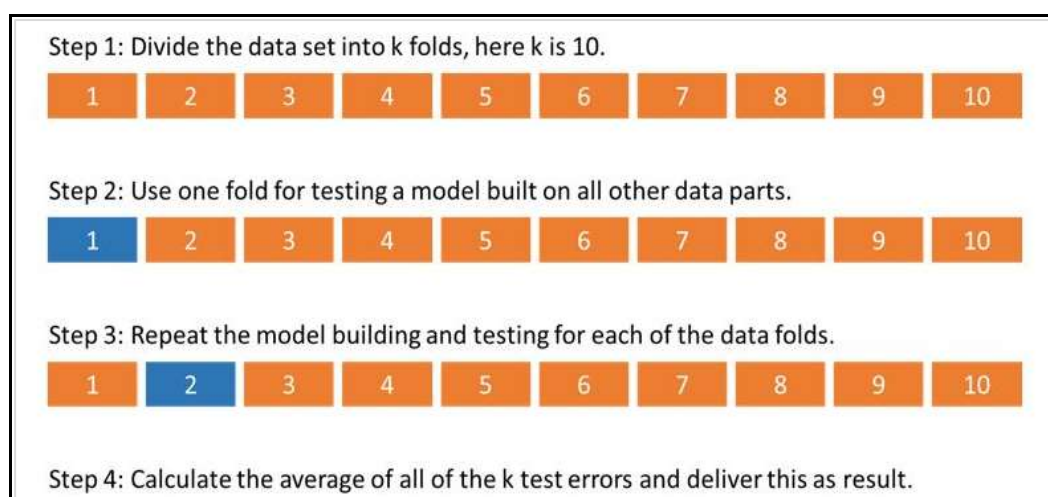 Step 1: Divide the data set into k folds, here k is 10.
1 2 3 4 5 6 7 8 9 10
Step 2: Use one fold for testing a model built on all other data parts.
1 2 3 4 5 6 7 8 9 10
Step 3: Repeat the model building and testing for each of the data folds.
1 2 3 4 5 6 7 8 9 10
Step 4: Calculate the average of all of the k test errors and deliver this as result.